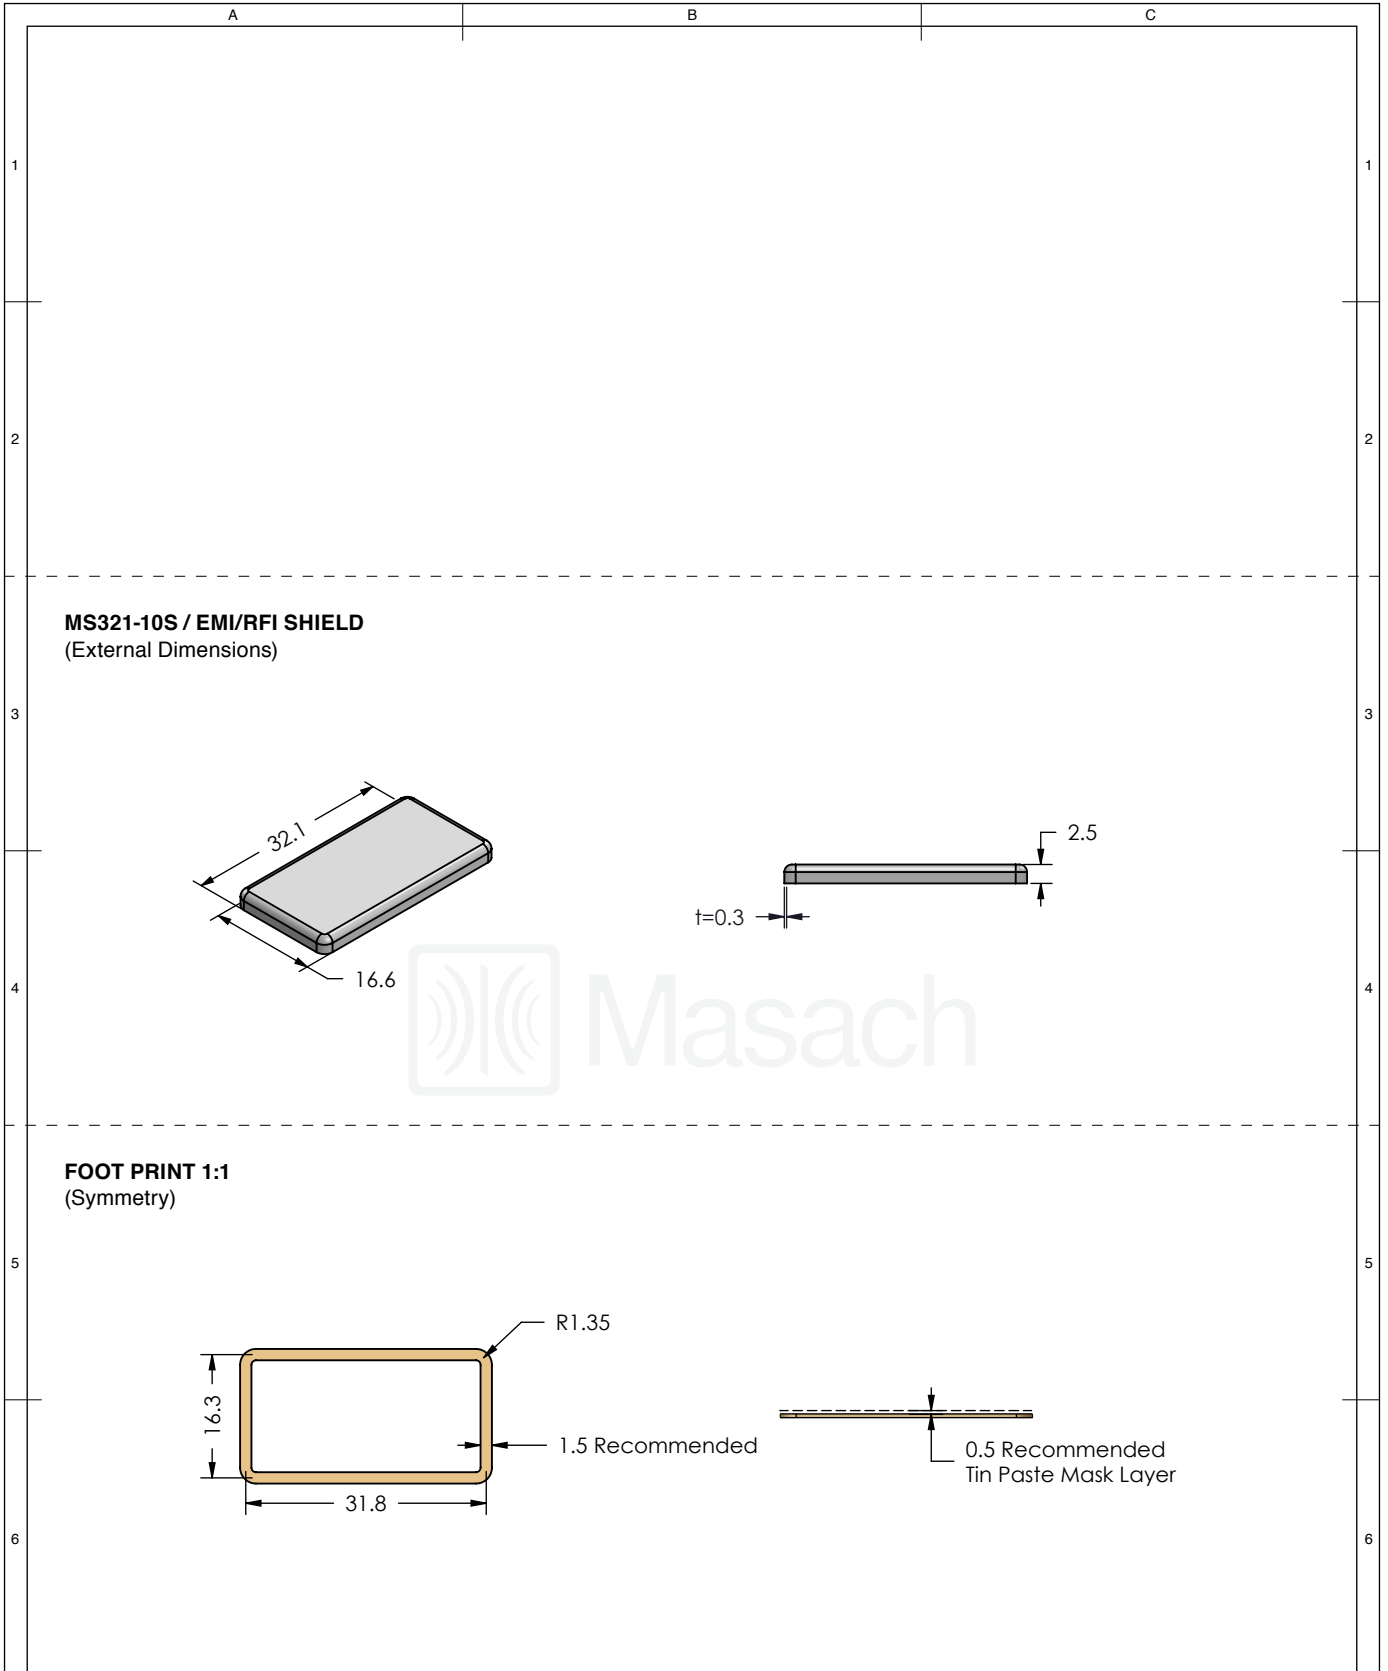 A
B
C
1
1
2
2
MS321-10S / EMI/RFI SHIELD
(External Dimensions)
3
3
32.1
2.5
t=0.3
16.6
4
4
Masach
FOOT PRINT 1:1
(Symmetry)
5
5
R1.35
16.3
1.5 Recommended
0.5 Recommended
Tin Paste Mask Layer
31.8
6
6